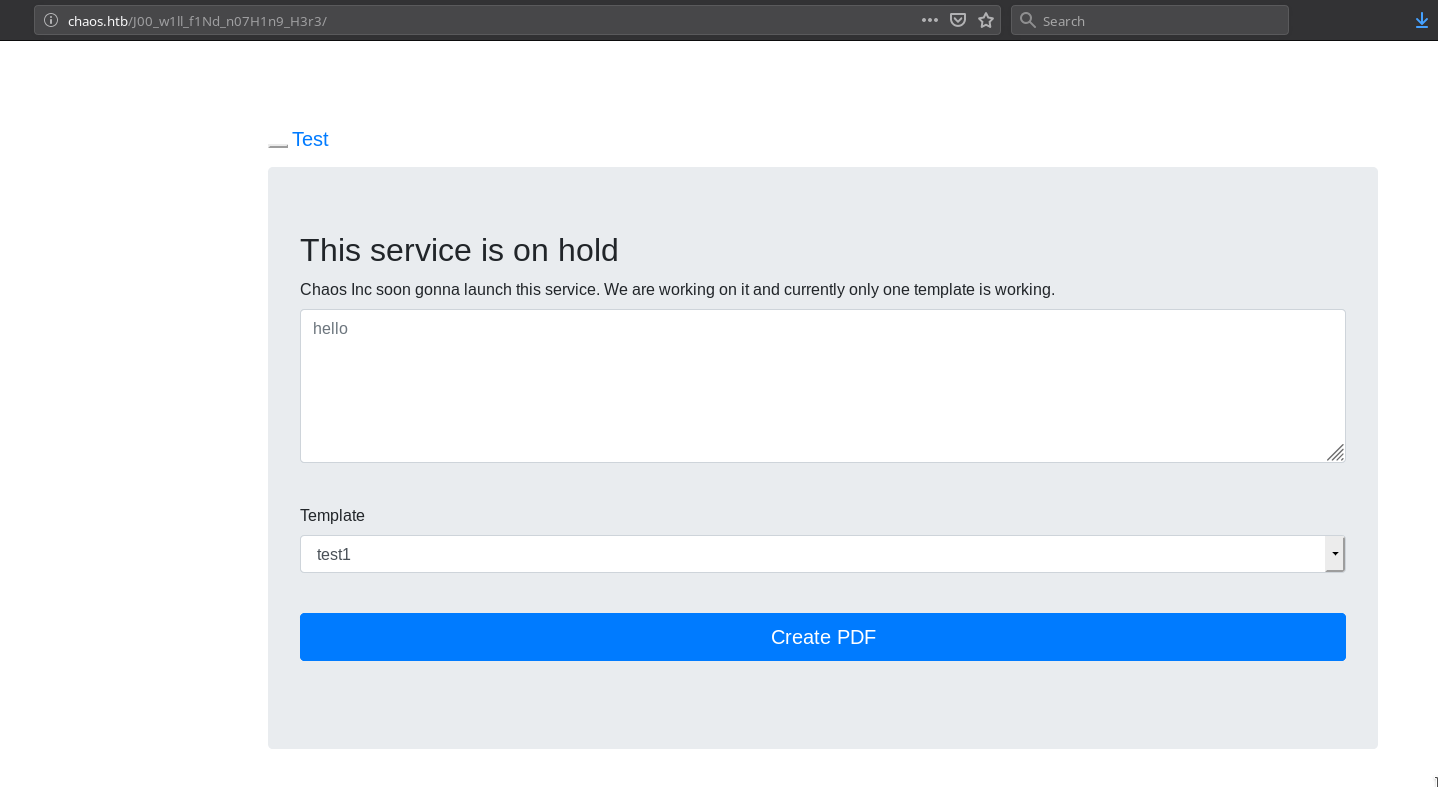 chaos.htb/J00_w1ll_f1Nd_n07H1n9_H3r3/
Search
Test
This service is on hold
Chaos Inc soon gonna launch this service. We are working on it and currently only one template is working.
hello
Template
test1
Create PDF